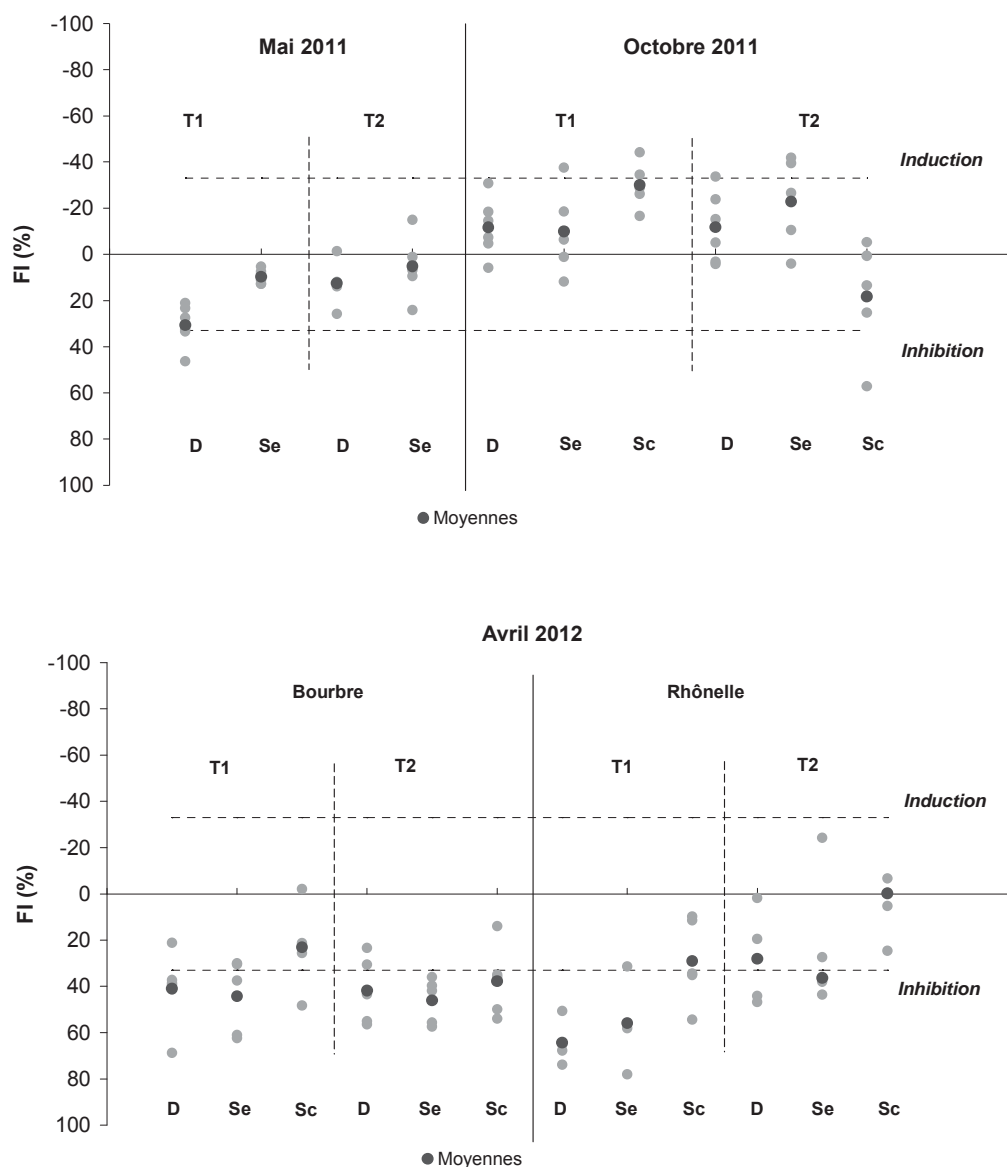 Mai 2011 Octobre 2011
T1 T2 T1 T2
Induction
Inhibition
FI (%)
-100
-80
-60
-40
-20
0
20
40
60
80
100
D Se D Se D Se Sc D Se Sc
Moyennes
Avril 2012
Bourbre Rhônelle
T1 T2 T1 T2
Induction
Inhibition
FI (%)
-100
-80
-60
-40
-20
0
20
40
60
80
100
D Se Sc D Se Sc D Se Sc D Se Sc
Moyennes